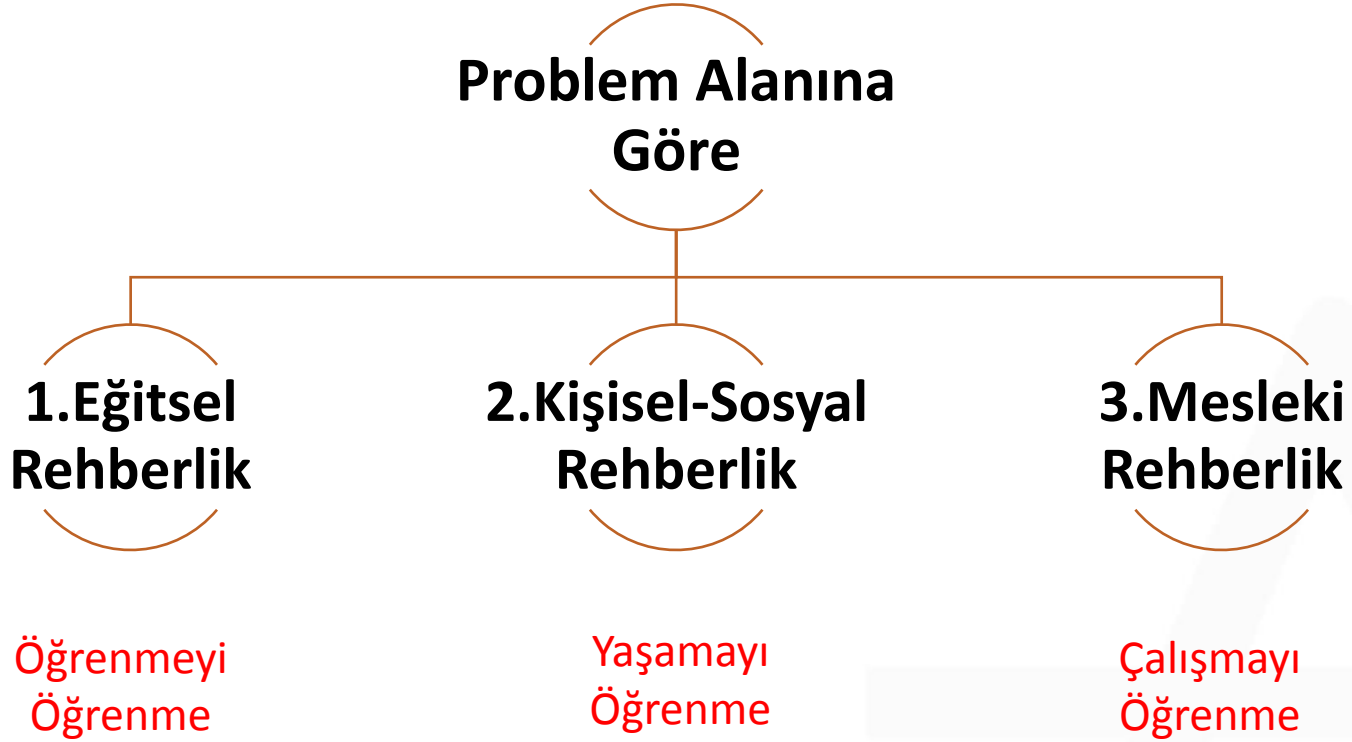 Problem Alanına
Göre
1.Eğitsel
Rehberlik
2.Kişisel-Sosyal
Rehberlik
3.Mesleki
Rehberlik
Öğrenmeyi
Öğrenme
Yaşamayı
Öğrenme
Çalışmayı
Öğrenme